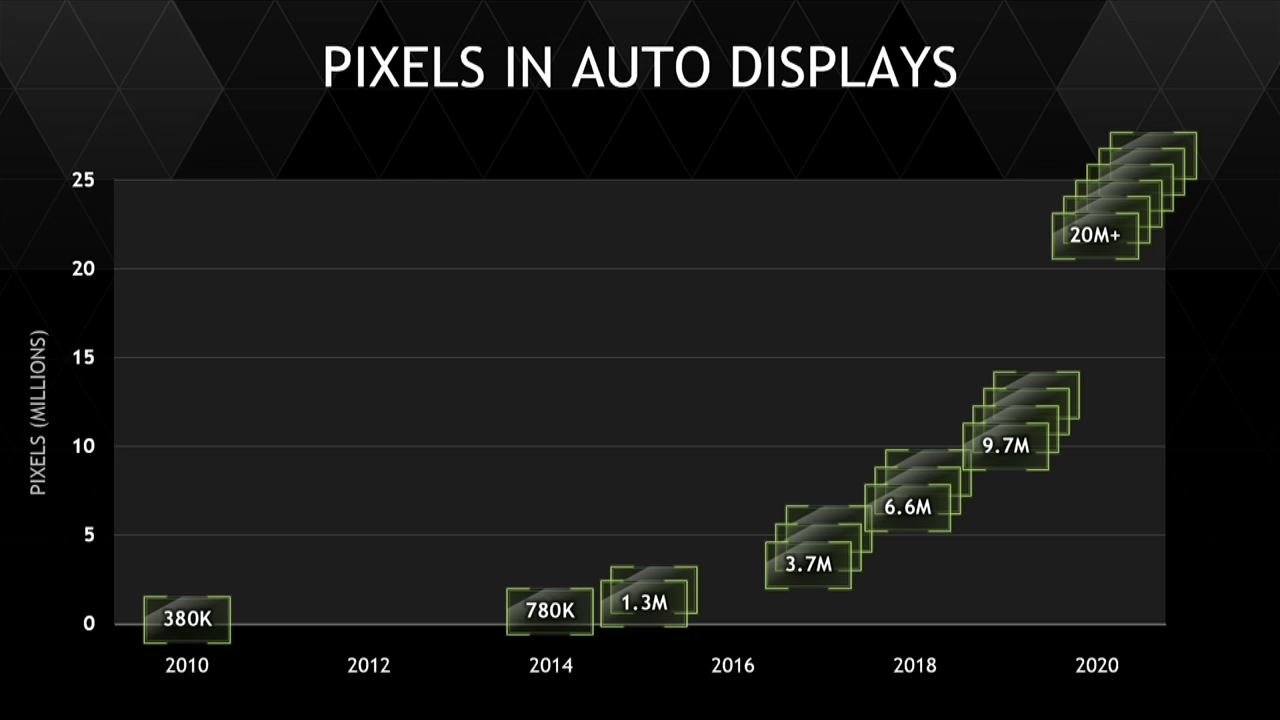 PIXELS IN AUTO DISPLAYS
25
20
15
10
5
0
PIXELS (MILLIONS)
380K
780K
1.3M
3.7M
6.6M
9.7M
20M+
2010
2012
2014
2016
2018
2020